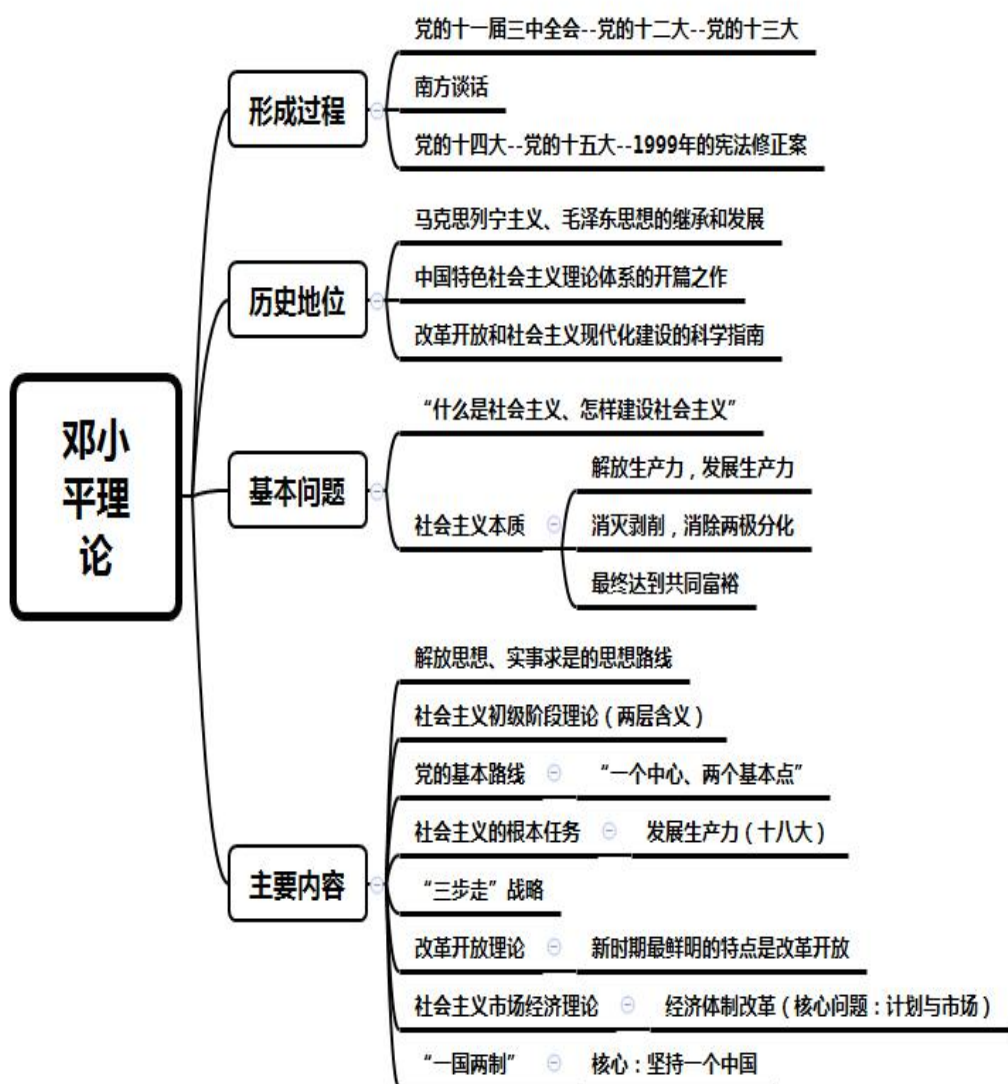 邓小
平理
论
形成过程
党的十一届三中全会--党的十二大--党的十三大
南方谈话
党的十四大--党的十五大--1999年的宪法修正案
历史地位
马克思列宁主义、毛泽东思想的继承和发展
中国特色社会主义理论体系的开篇之作
改革开放和社会主义现代化建设的科学指南
基本问题
“什么是社会主义、怎样建设社会主义”
社会主义本质
解放生产力，发展生产力
消灭剥削，消除两极分化
最终达到共同富裕
主要内容
解放思想、实事求是的思想路线
社会主义初级阶段理论（两层含义）
党的基本路线 “一个中心、两个基本点”
社会主义的根本任务 发展生产力（十八大）
“三步走”战略
改革开放理论 新时期最鲜明的特点是改革开放
社会主义市场经济理论 经济体制改革（核心问题：计划与市场）
“一国两制” 核心：坚持一个中国